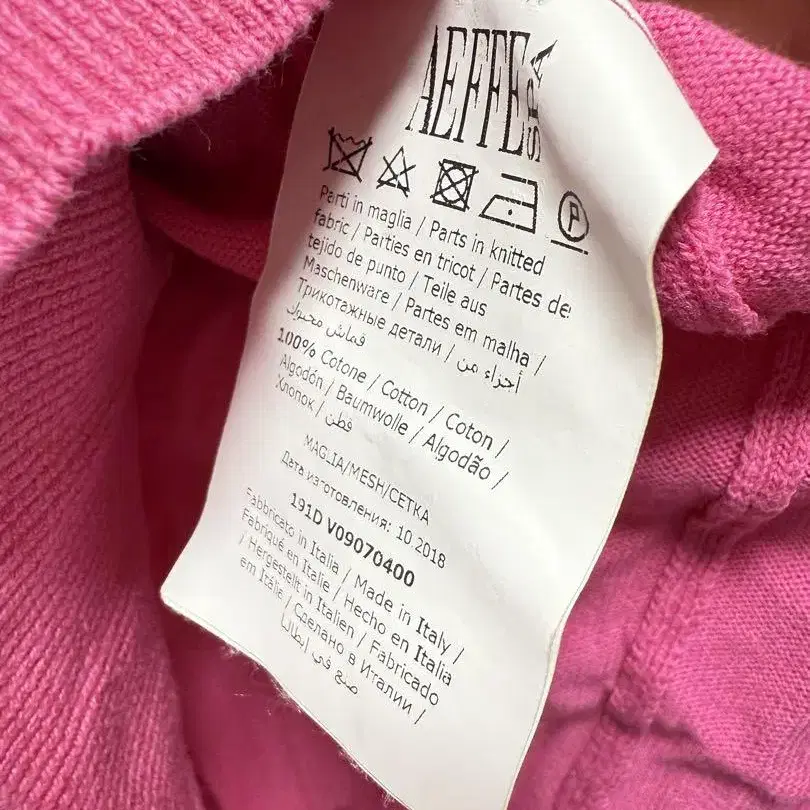 AEFFE SPA
P
Parti in maglia / Parts in knitted
fabric / Parties en tricot / Partes de
tejido de punto / Teile aus
Maschenware / Partes em malha /
Трикотажные детали / أجزاء من
قماش محبوك
100% Cotone / Cotton / Coton /
Algodón / Baumwolle / Algodão /
Хлопок / قطن
MAGLIA/MESH/СЕТКА
Дата изготовления: 10 2018
191D V09070400
Fabbricato in Italia / Made in Italy /
Fabriqué en Italie / Hecho en Italia
/ Hergestellt in Italien / Fabricado
em Itália / Сделано в Италии /
صنع في إيطاليا